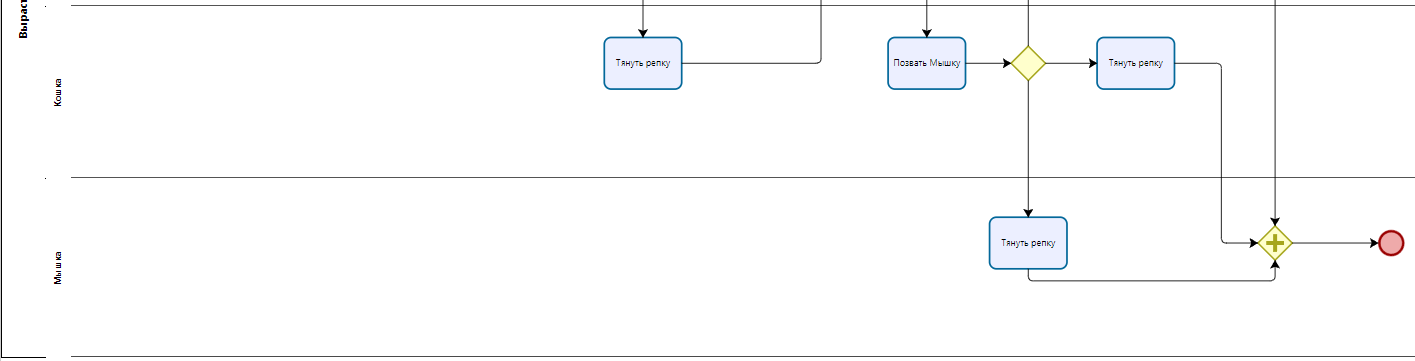 Выраст
Кошка
Тянуть репку
Позвать Мышку
Тянуть репку
Мышка
Тянуть репку